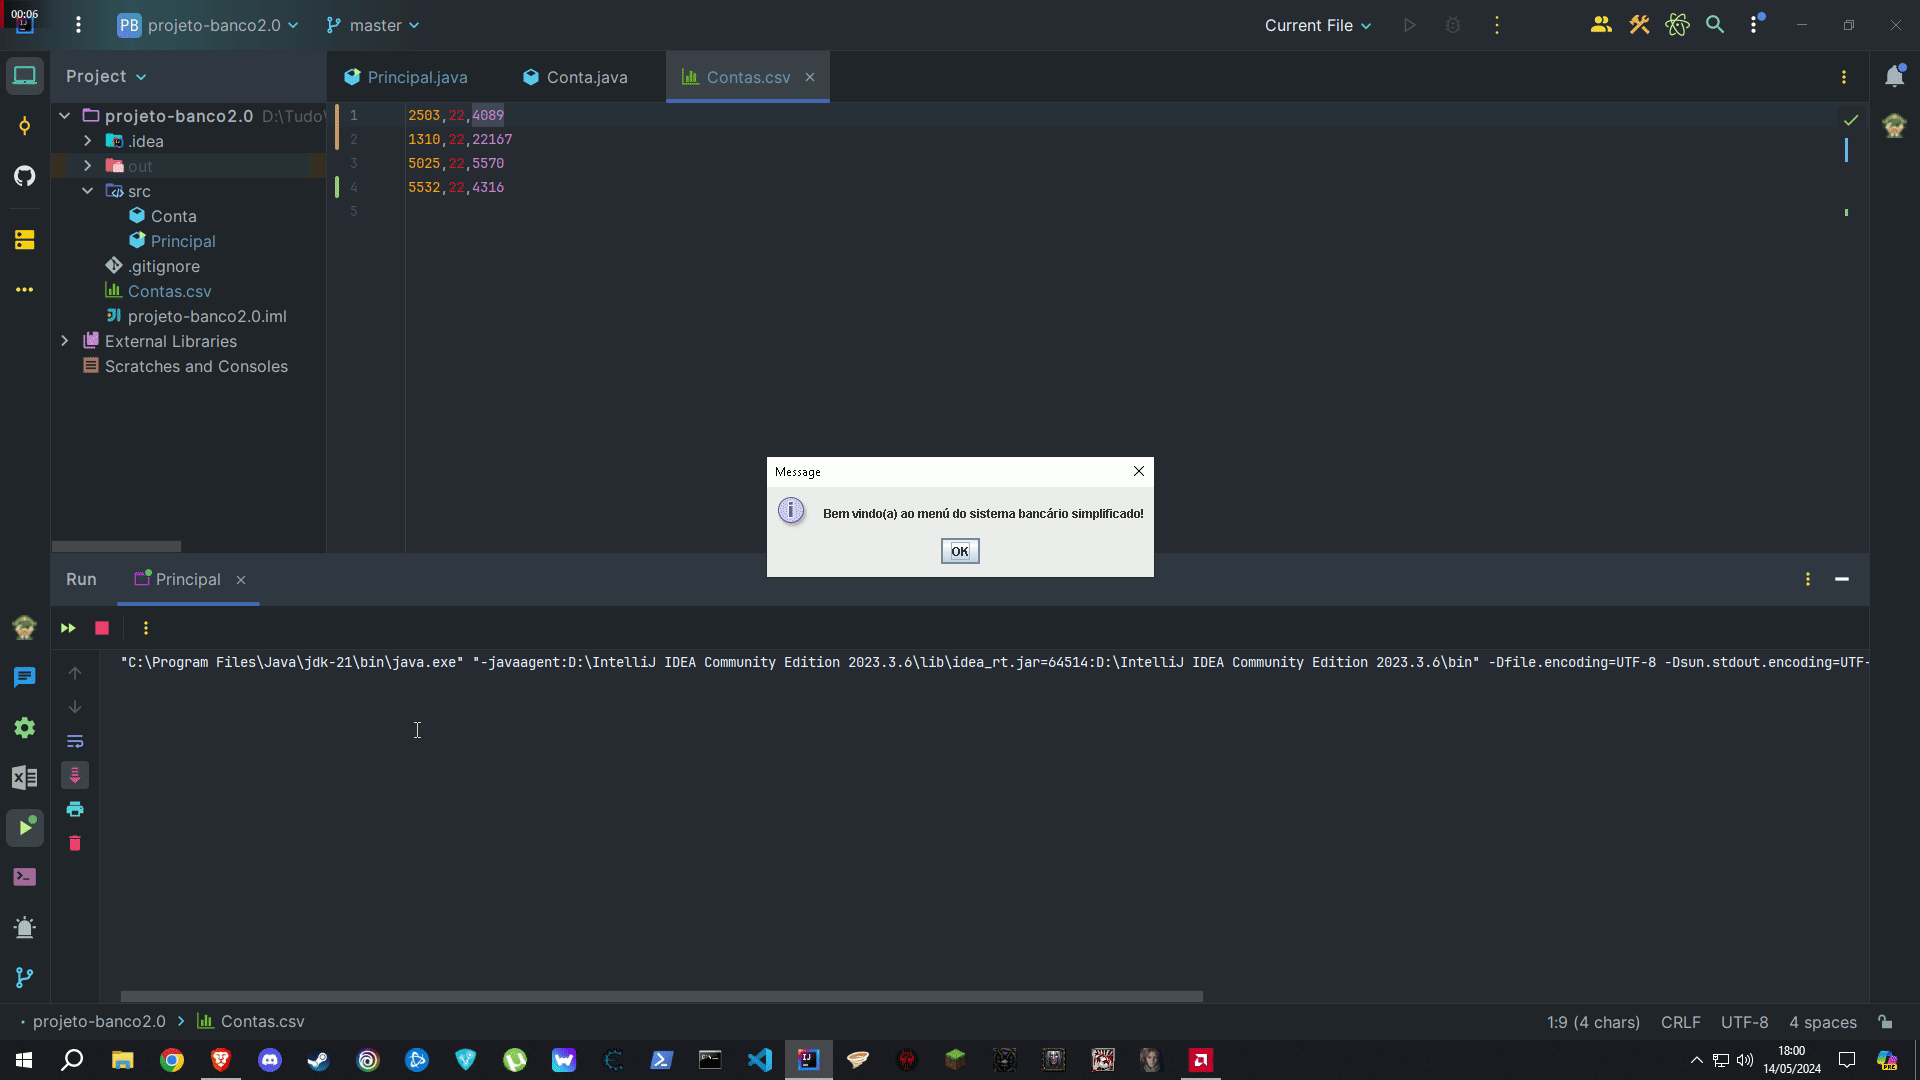 00:06
PB projeto-banco2.0
master
Current File
Project
Principal.java
Conta.java
Contas.csv
projeto-banco2.0 D:\Tudo\
.idea
out
src
Conta
Principal
.gitignore
Contas.csv
projeto-banco2.0.iml
External Libraries
Scratches and Consoles
1 2503,22,4089
2 1310,22,22167
3 5025,22,5570
4 5532,22,4316
5
Message
Bem vindo(a) ao menú do sistema bancário simplificado!
OK
Run
Principal
"C:\Program Files\Java\jdk-21\bin\java.exe" "-javaagent:D:\IntelliJ IDEA Community Edition 2023.3.6\lib\idea_rt.jar=64514:D:\IntelliJ IDEA Community Edition 2023.3.6\bin" -Dfile.encoding=UTF-8 -Dsun.stdout.encoding=UTF-
projeto-banco2.0
Contas.csv
1:9 (4 chars)
CRLF
UTF-8
4 spaces
18:00
14/05/2024